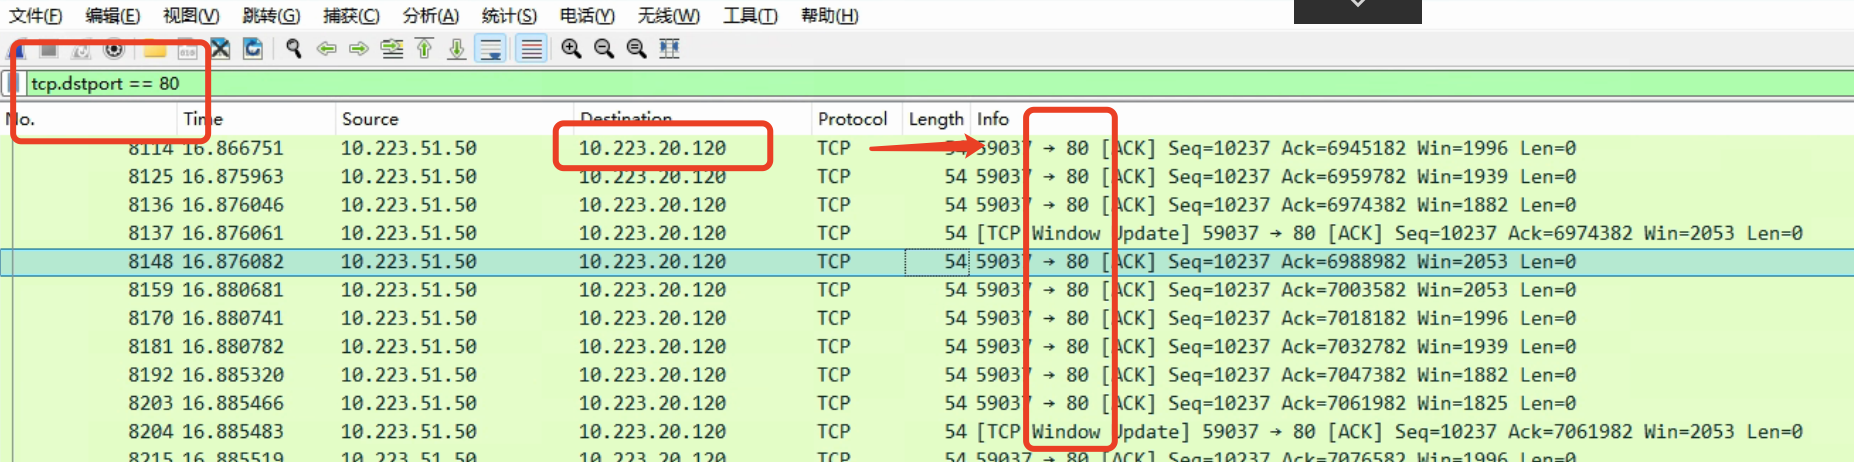 文件(F) 编辑(E) 视图(V) 跳转(G) 捕获(C) 分析(A) 统计(S) 电话(Y) 无线(W) 工具(T) 帮助(H)
tcp.dstport == 80
No. Time Source Destination Protocol Length Info
8114 16.866751 10.223.51.50 10.223.20.120 TCP 54 59037 → 80 [ACK] Seq=10237 Ack=6945182 Win=1996 Len=0
8125 16.875963 10.223.51.50 10.223.20.120 TCP 54 59037 → 80 [ACK] Seq=10237 Ack=6959782 Win=1939 Len=0
8136 16.876046 10.223.51.50 10.223.20.120 TCP 54 59037 → 80 [ACK] Seq=10237 Ack=6974382 Win=1882 Len=0
8137 16.876061 10.223.51.50 10.223.20.120 TCP 54 [TCP Window Update] 59037 → 80 [ACK] Seq=10237 Ack=6974382 Win=2053 Len=0
8148 16.876082 10.223.51.50 10.223.20.120 TCP 54 59037 → 80 [ACK] Seq=10237 Ack=6988982 Win=2053 Len=0
8159 16.880681 10.223.51.50 10.223.20.120 TCP 54 59037 → 80 [ACK] Seq=10237 Ack=7003582 Win=2053 Len=0
8170 16.880741 10.223.51.50 10.223.20.120 TCP 54 59037 → 80 [ACK] Seq=10237 Ack=7018182 Win=1996 Len=0
8181 16.880782 10.223.51.50 10.223.20.120 TCP 54 59037 → 80 [ACK] Seq=10237 Ack=7032782 Win=1939 Len=0
8192 16.885320 10.223.51.50 10.223.20.120 TCP 54 59037 → 80 [ACK] Seq=10237 Ack=7047382 Win=1882 Len=0
8203 16.885466 10.223.51.50 10.223.20.120 TCP 54 59037 → 80 [ACK] Seq=10237 Ack=7061982 Win=1825 Len=0
8204 16.885483 10.223.51.50 10.223.20.120 TCP 54 [TCP Window Update] 59037 → 80 [ACK] Seq=10237 Ack=7061982 Win=2053 Len=0
8215 16.885519 10.223.51.50 10.223.20.120 TCP 54 59037 → 80 [ACK] Seq=10237 Ack=7076582 Win=1996 Len=0